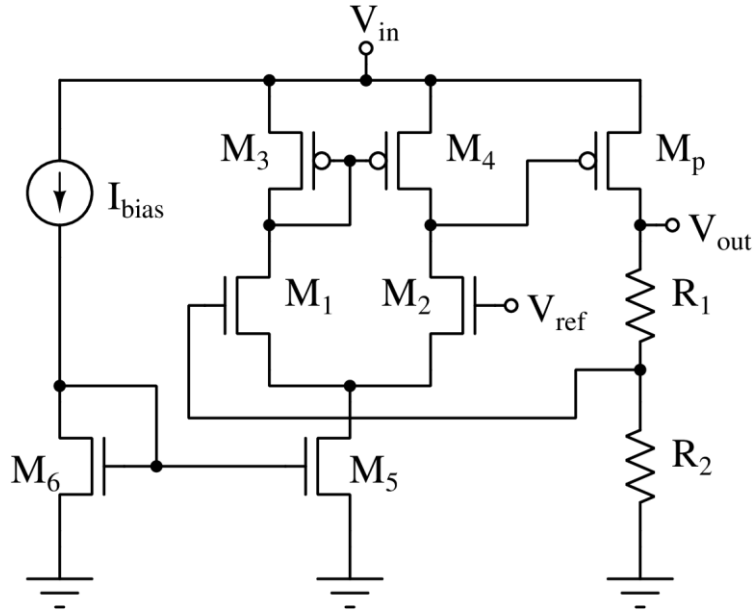 V_in
M_3
M_4
M_p
I_bias
V_out
M_1
M_2
V_ref
R_1
M_6
M_5
R_2